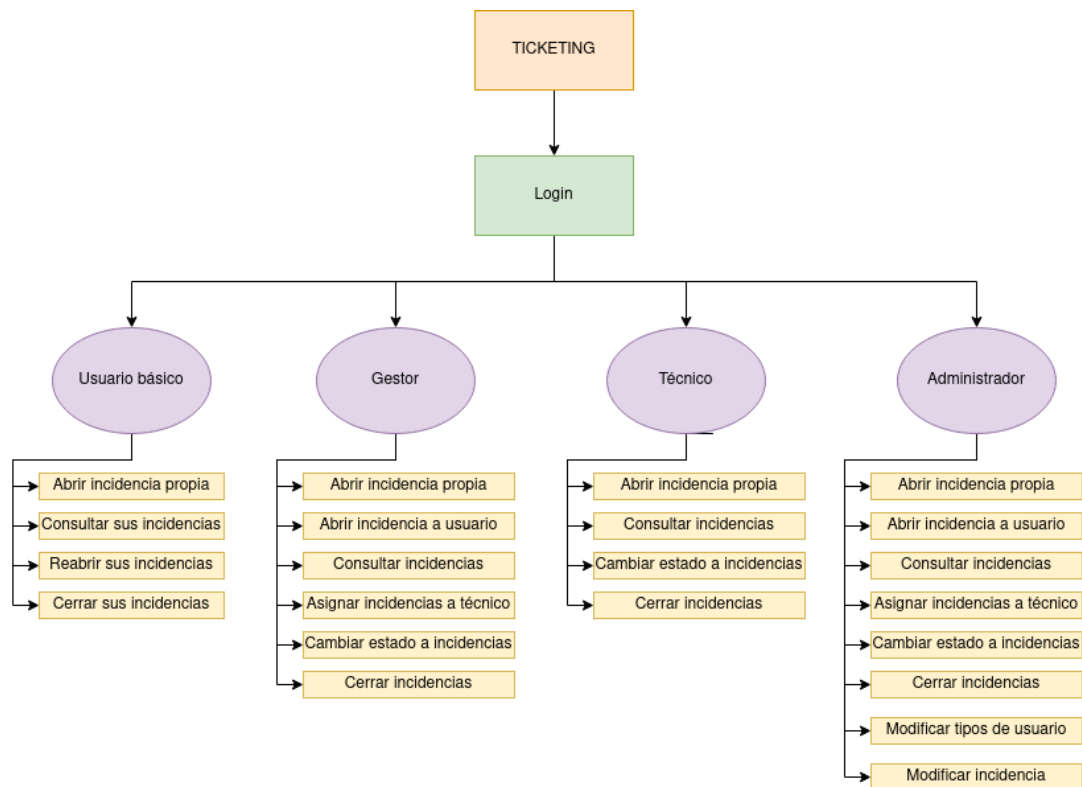 TICKETING
Login
Usuario básico
Gestor
Técnico
Administrador
Abrir incidencia propia
Consultar sus incidencias
Reabrir sus incidencias
Cerrar sus incidencias
Abrir incidencia propia
Abrir incidencia a usuario
Consultar incidencias
Asignar incidencias a técnico
Cambiar estado a incidencias
Cerrar incidencias
Abrir incidencia propia
Consultar incidencias
Cambiar estado a incidencias
Cerrar incidencias
Abrir incidencia propia
Abrir incidencia a usuario
Consultar incidencias
Asignar incidencias a técnico
Cambiar estado a incidencias
Cerrar incidencias
Modificar tipos de usuario
Modificar incidencia